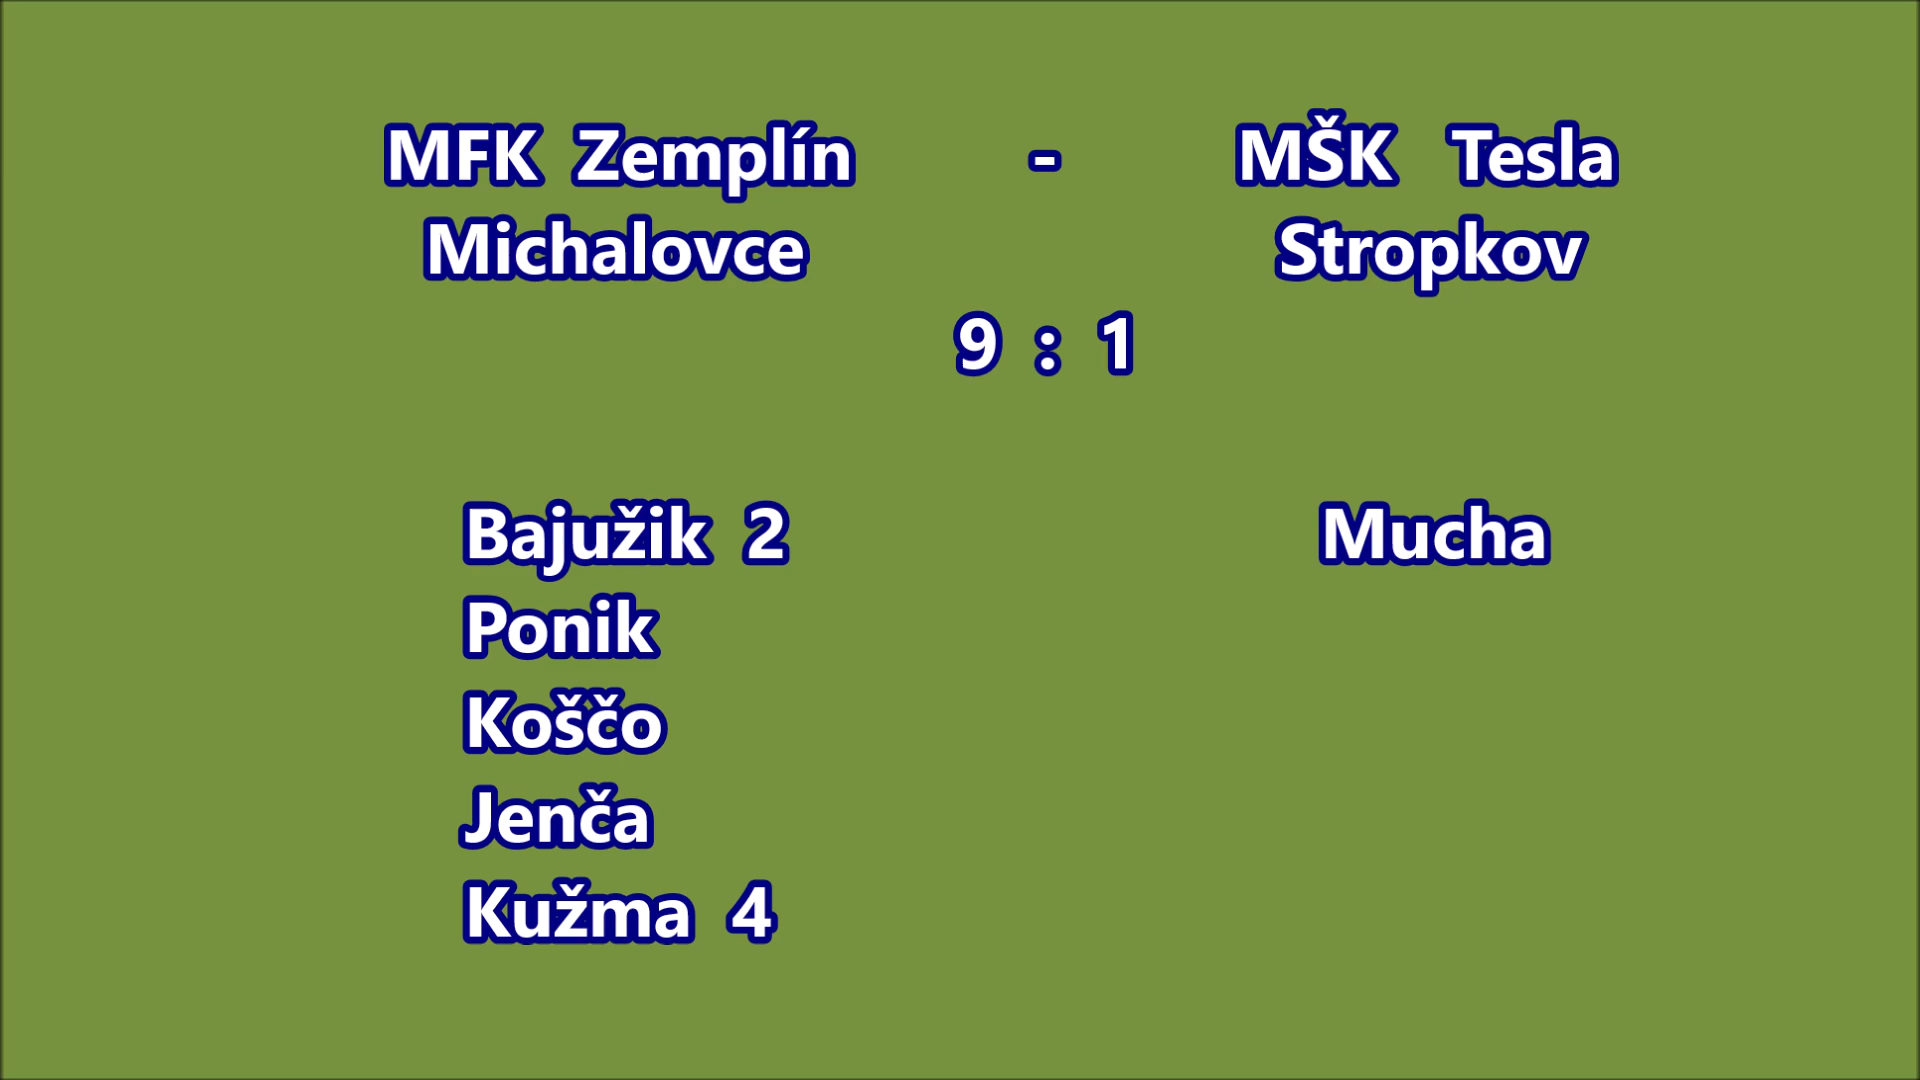 MFK Zemplín - MŠK Tesla
Michalovce Stropkov
9 : 1
Bajužik 2 Mucha
Ponik
Koščo
Jenča
Kužma 4